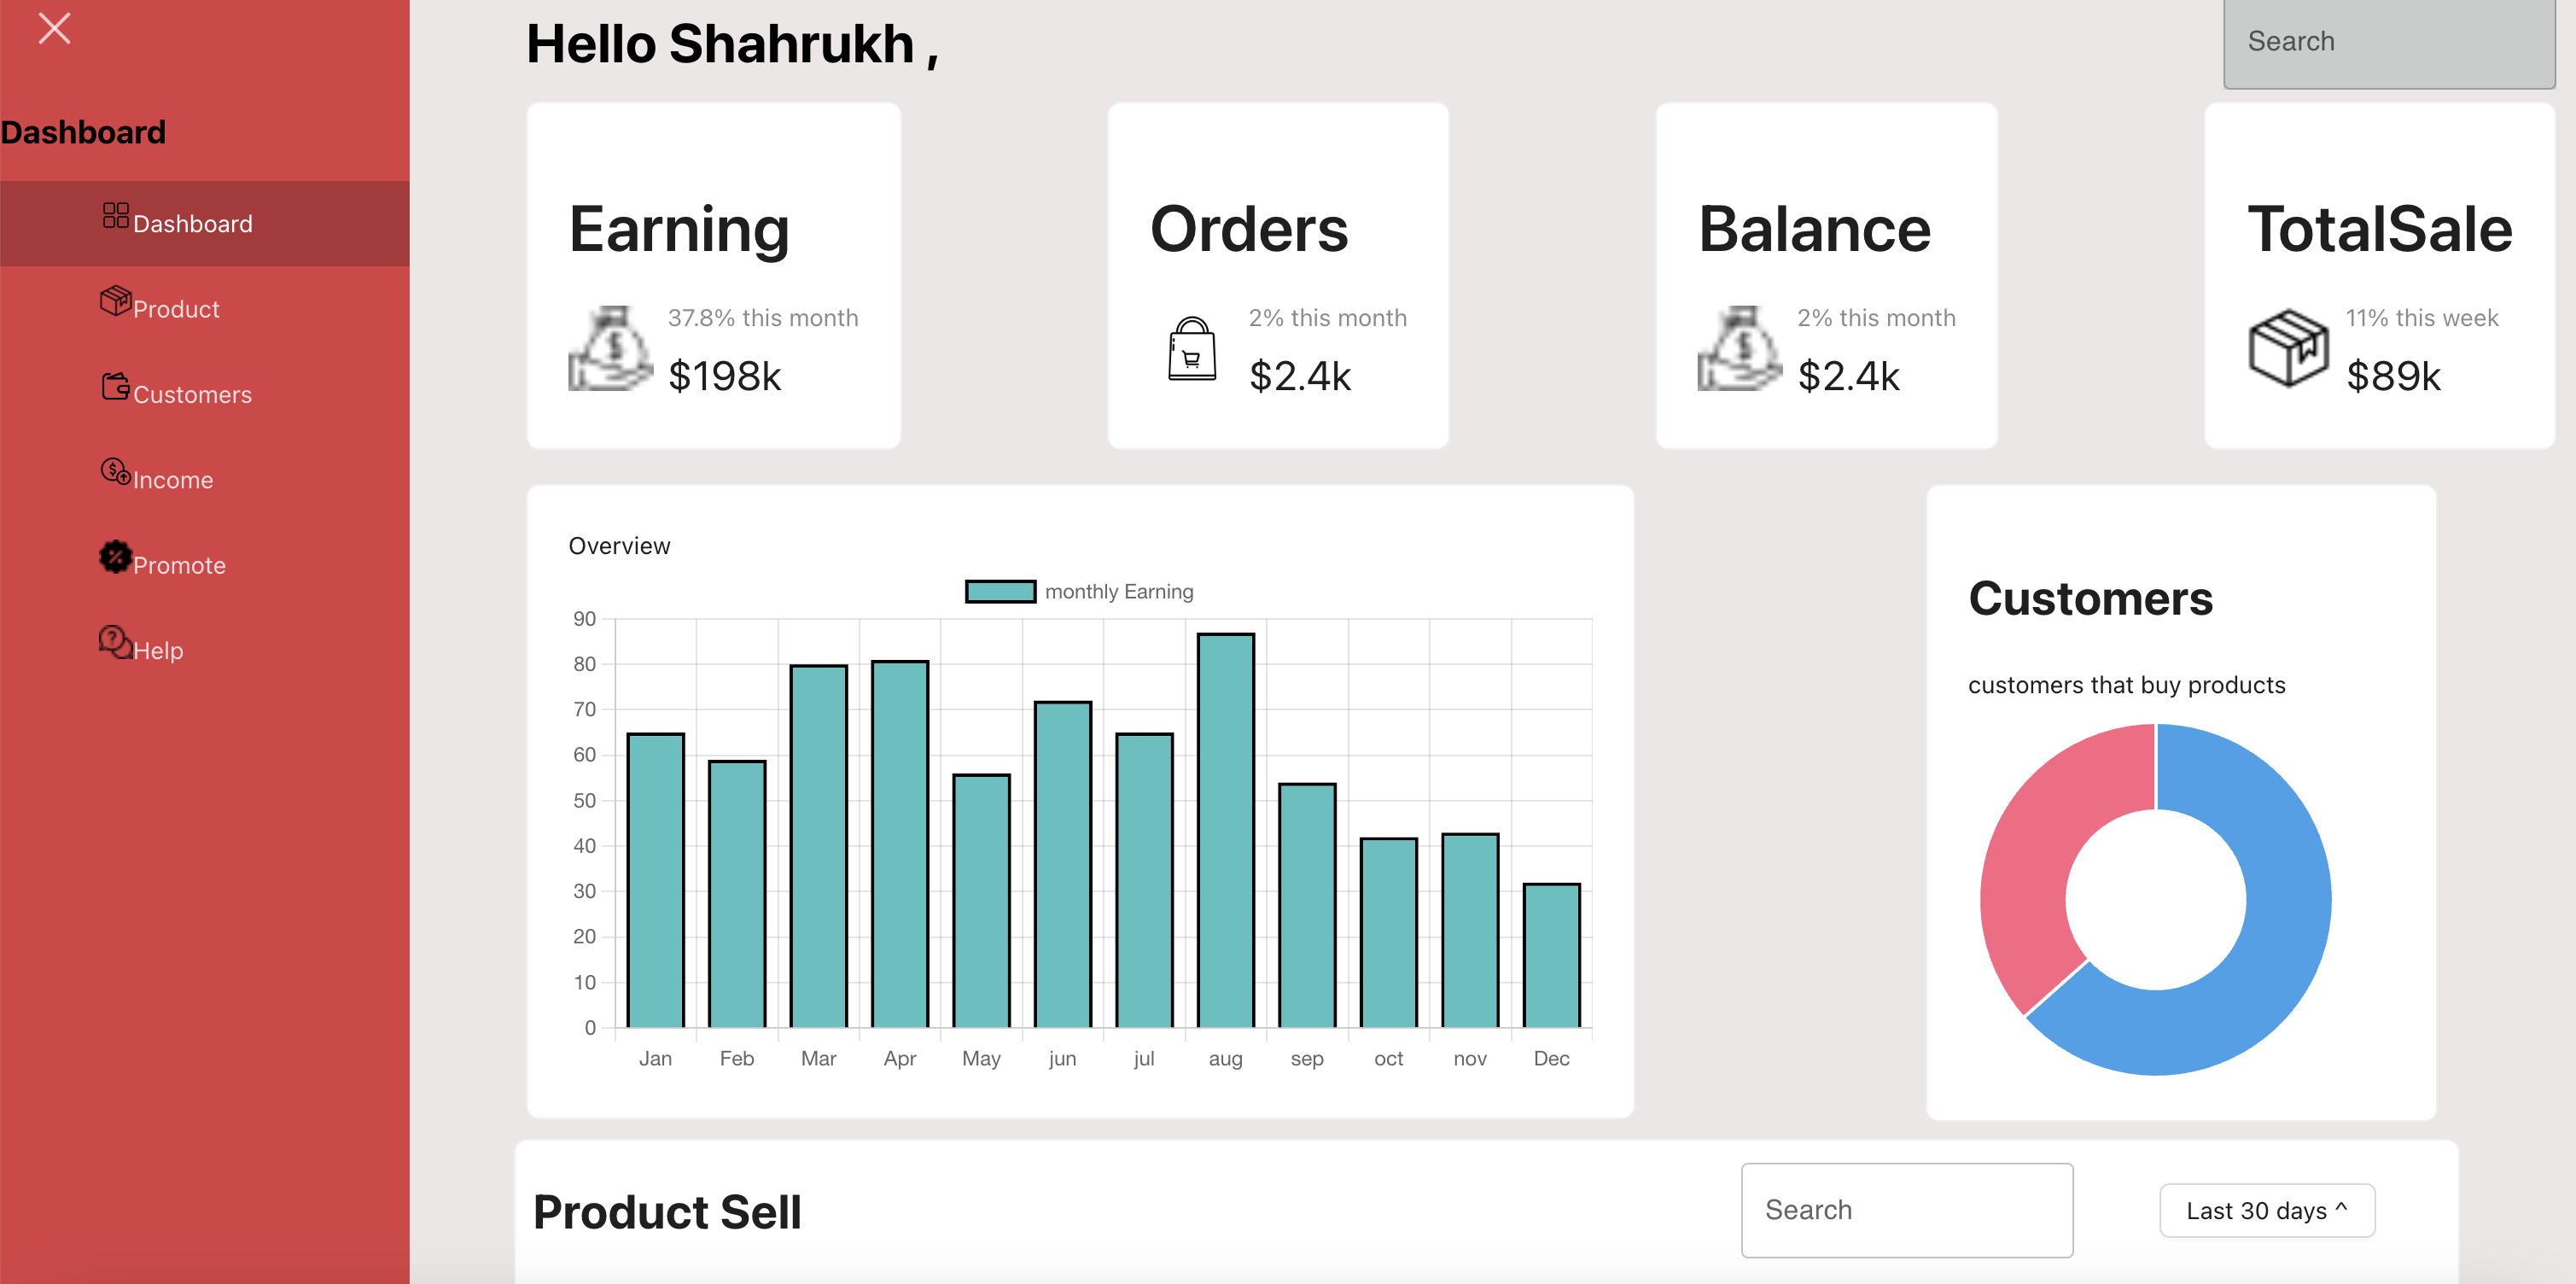 Dashboard
Dashboard
Product
Customers
Income
Promote
Help
Hello Shahrukh ,
Search
Earning
37.8% this month
$198k
Orders
2% this month
$2.4k
Balance
2% this month
$2.4k
TotalSale
11% this week
$89k
Overview
monthly Earning
90
80
70
60
50
40
30
20
10
0
Jan Feb Mar Apr May jun jul aug sep oct nov Dec
Customers
customers that buy products
Product Sell
Search
Last 30 days ^